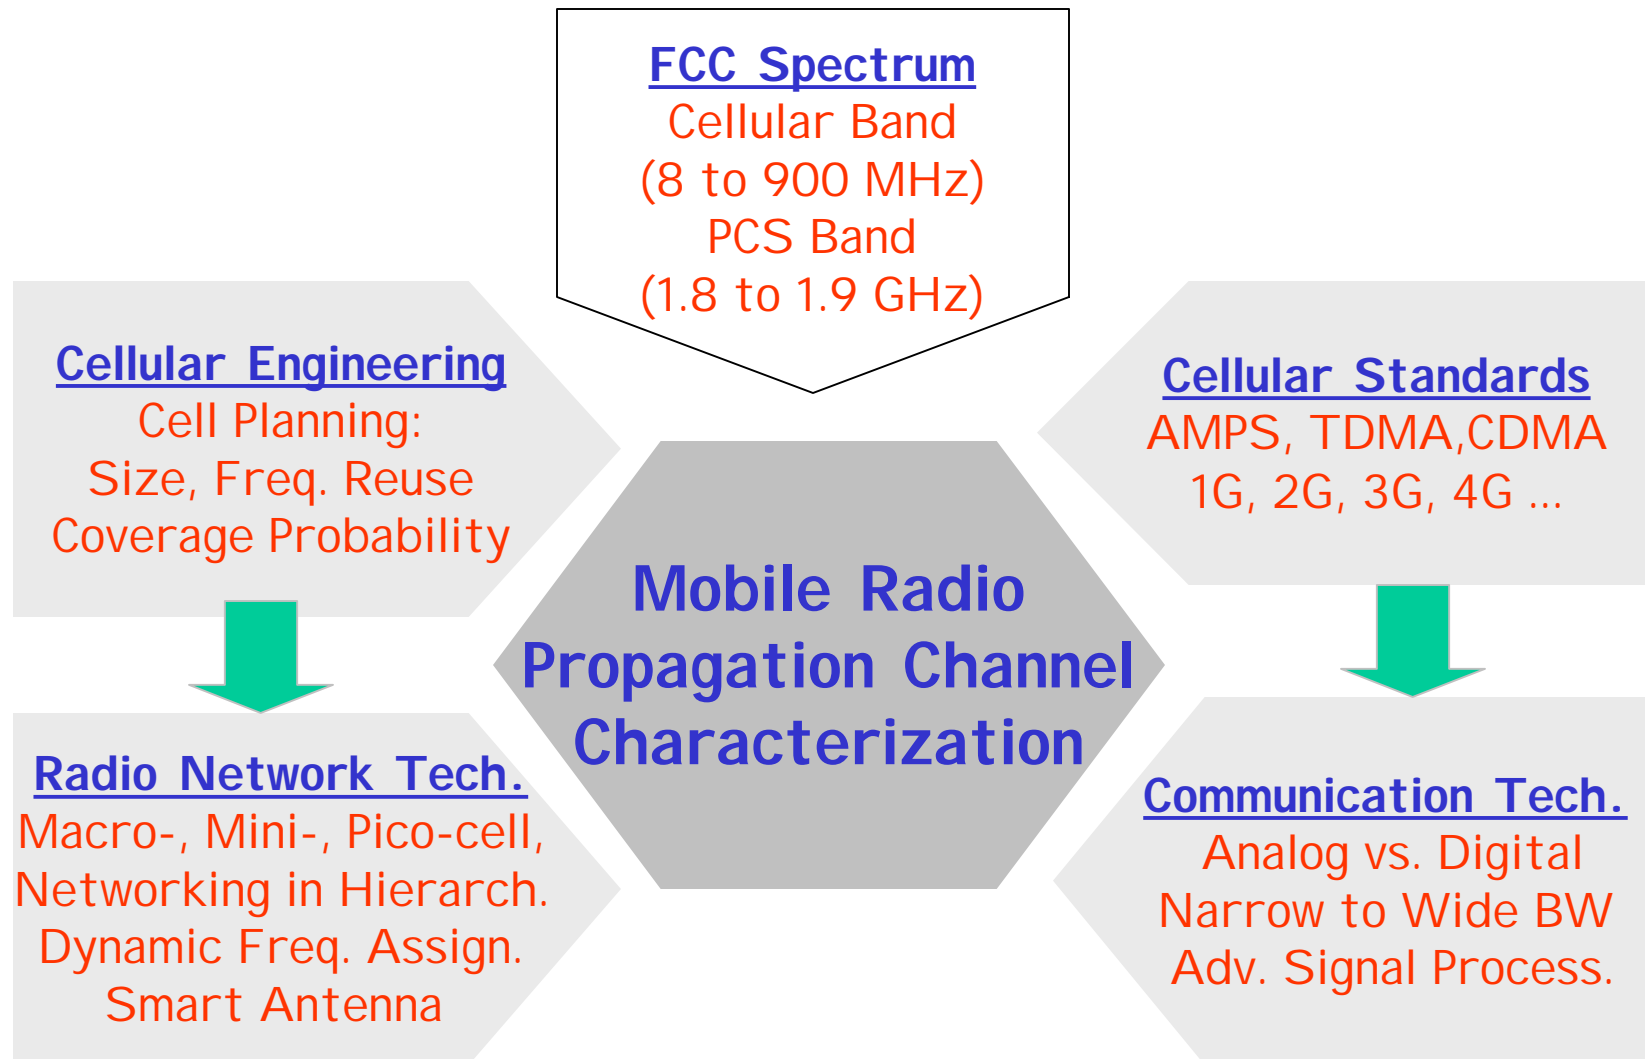 FCC Spectrum
Cellular Band
(8 to 900 MHz)
PCS Band
(1.8 to 1.9 GHz)
Cellular Engineering
Cell Planning:
Size, Freq. Reuse
Coverage Probability
Cellular Standards
AMPS, TDMA,CDMA
1G, 2G, 3G, 4G ...
Mobile Radio
Propagation Channel
Characterization
Radio Network Tech.
Macro-, Mini-, Pico-cell,
Networking in Hierarch.
Dynamic Freq. Assign.
Smart Antenna
Communication Tech.
Analog vs. Digital
Narrow to Wide BW
Adv. Signal Process.